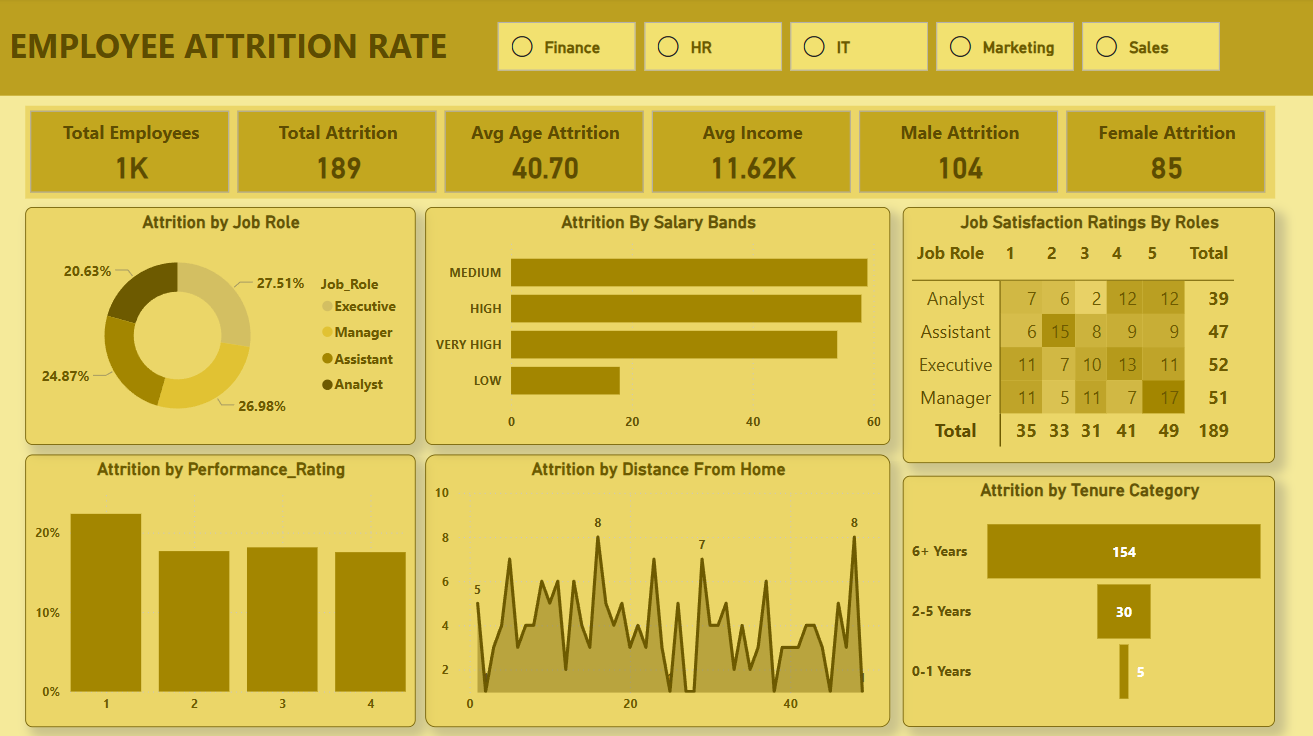 EMPLOYEE ATTRITION RATE
Finance
HR
IT
Marketing
Sales
Total Employees
1K
Total Attrition
189
Avg Age Attrition
40.70
Avg Income
11.62K
Male Attrition
104
Female Attrition
85
Attrition by Job Role
20.63%
27.51%
24.87%
26.98%
Job_Role
Executive
Manager
Assistant
Analyst
Attrition By Salary Bands
MEDIUM
HIGH
VERY HIGH
LOW
0 20 40 60
Job Satisfaction Ratings By Roles
Job Role 1 2 3 4 5 Total
Analyst 7 6 2 12 12 39
Assistant 6 15 8 9 9 47
Executive 11 7 10 13 11 52
Manager 11 5 11 7 17 51
Total 35 33 31 41 49 189
Attrition by Performance_Rating
20%
10%
0%
1 2 3 4
Attrition by Distance From Home
10
8
6
4
2
5
8
7
8
0 20 40
Attrition by Tenure Category
6+ Years 154
2-5 Years 30
0-1 Years 5